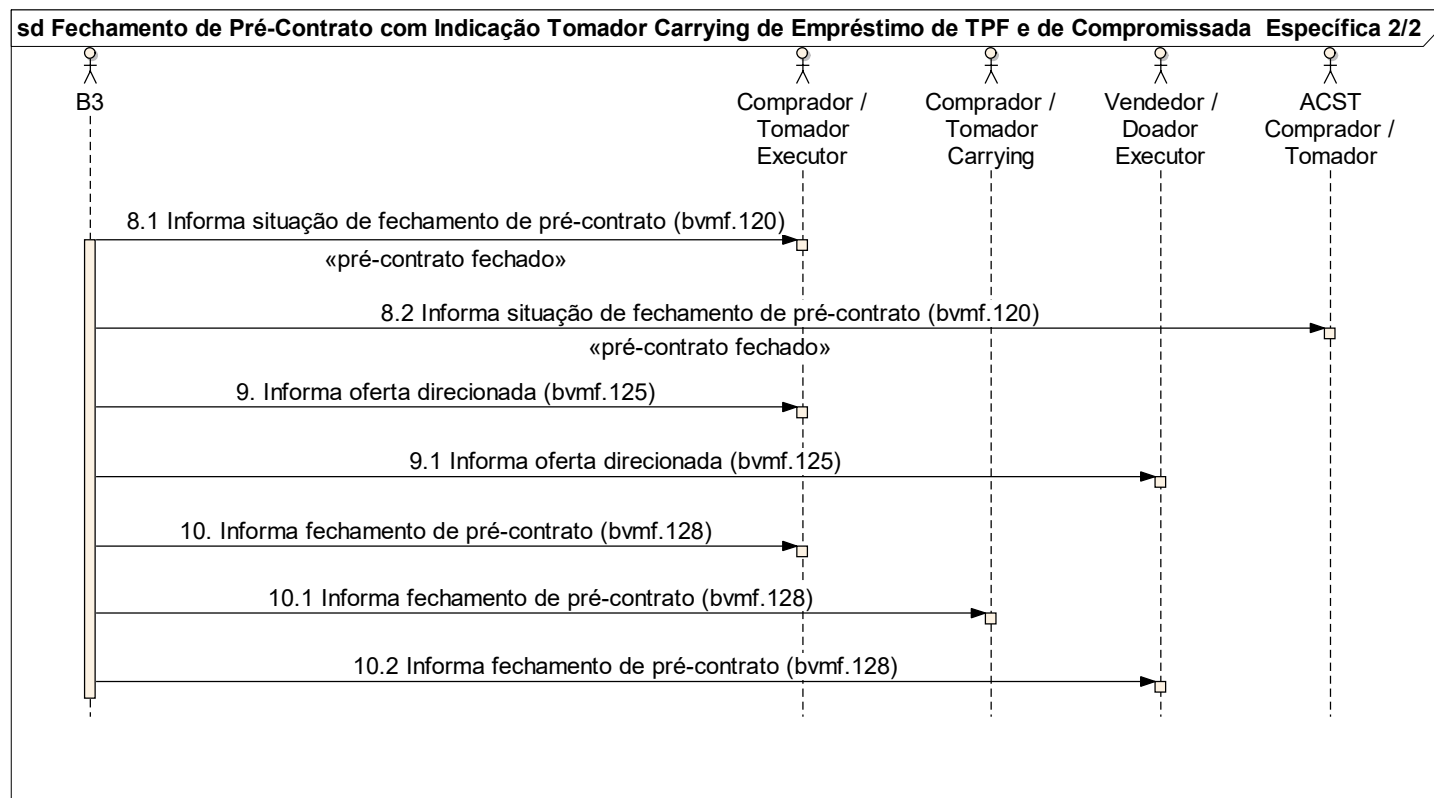 sd Fechamento de Pré-Contrato com Indicação Tomador Carrying de Empréstimo de TPF e de Compromissada  Específica 2/2
B3
Comprador /
Tomador
Executor
Comprador /
Tomador
Carrying
Vendedor /
Doador
Executor
ACST
Comprador /
Tomador
8.1 Informa situação de fechamento de pré-contrato (bvmf.120)
«pré-contrato fechado»
8.2 Informa situação de fechamento de pré-contrato (bvmf.120)
«pré-contrato fechado»
9. Informa oferta direcionada (bvmf.125)
9.1 Informa oferta direcionada (bvmf.125)
10. Informa fechamento de pré-contrato (bvmf.128)
10.1 Informa fechamento de pré-contrato (bvmf.128)
10.2 Informa fechamento de pré-contrato (bvmf.128)